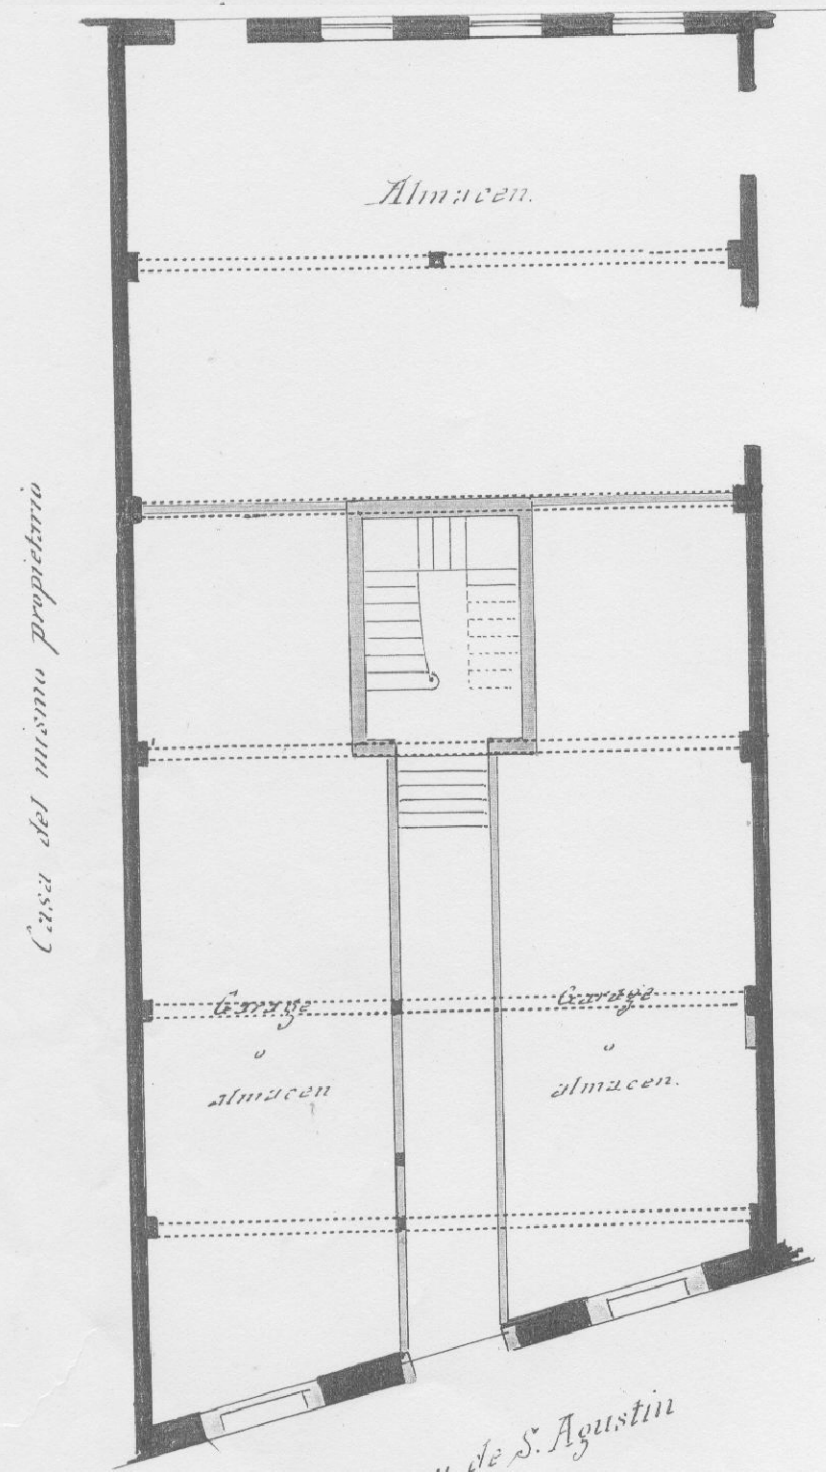 Almacen.
Casa del mismo propietario
Garage
o
almacen
Garage
o
almacen.
de S. Agustin